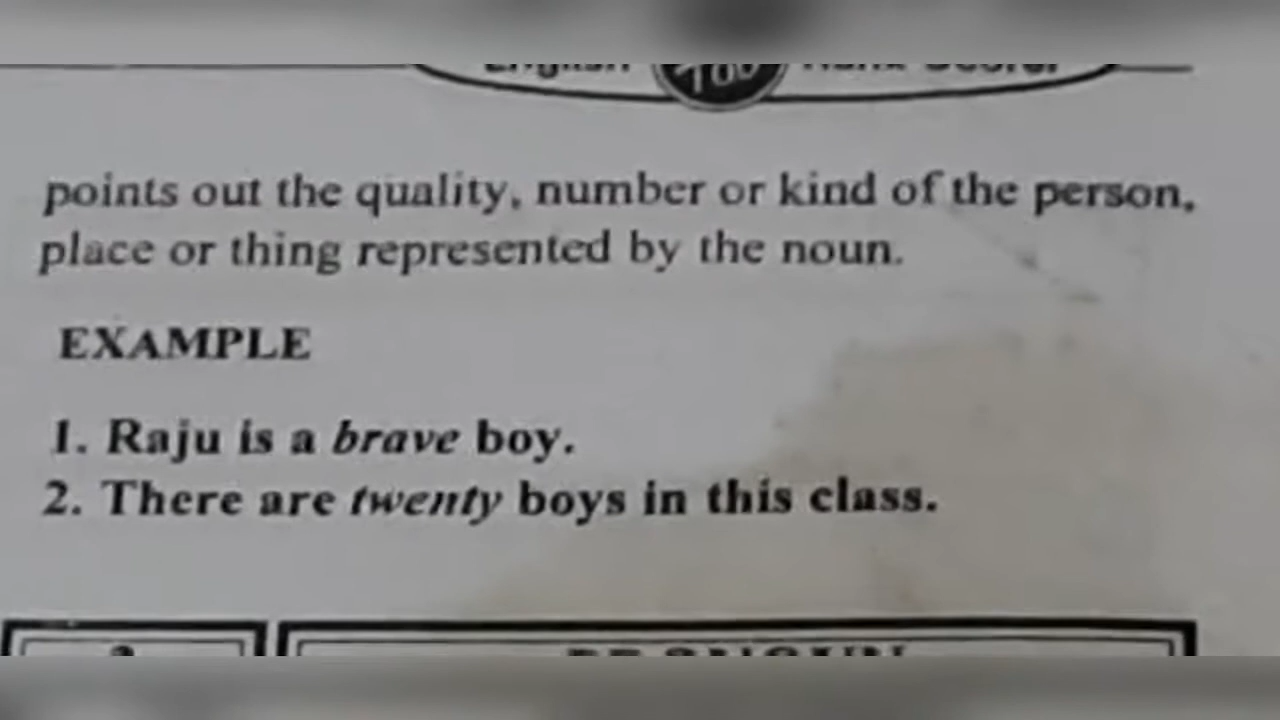 points out the quality, number or kind of the person,
place or thing represented by the noun.
EXAMPLE
1. Raju is a brave boy.
2. There are twenty boys in this class.